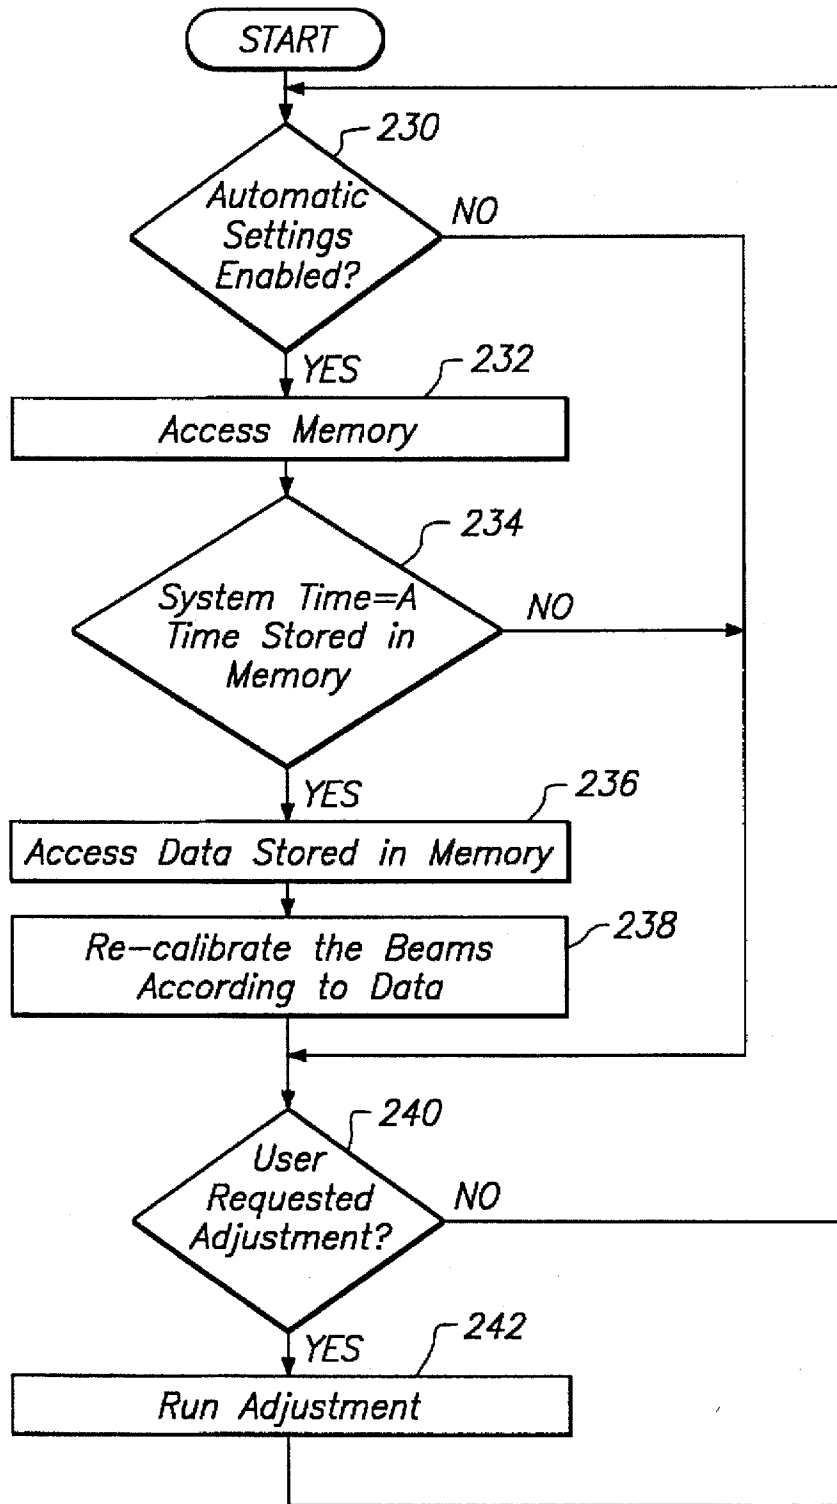 START
230
Automatic
Settings
Enabled?
NO
YES
232
Access Memory
234
System Time=A
Time Stored in
Memory
NO
YES
236
Access Data Stored in Memory
238
Re-calibrate the Beams
According to Data
240
User
Requested
Adjustment?
NO
YES
242
Run Adjustment